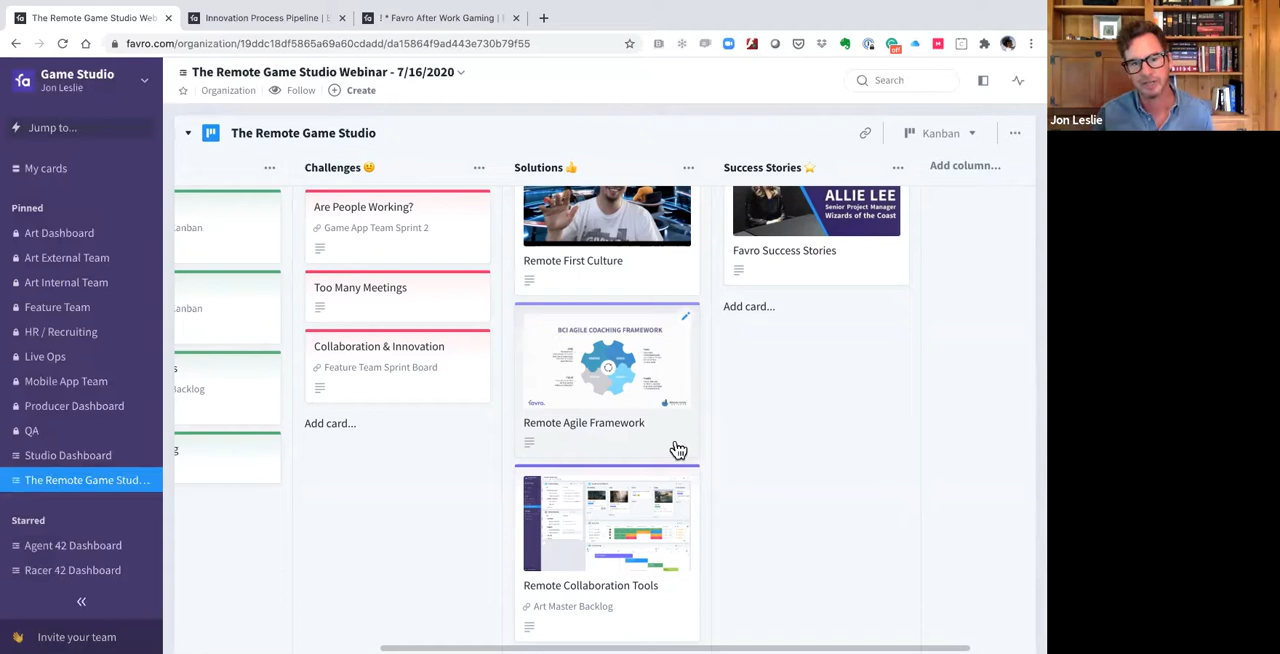 The Remote Game Studio Web
Innovation Process Pipeline | E
! * Favro After Work Gaming |
favro.com/organization/19ddc18df5865a69a60cdadd/da15864f9ad443e730b79f55
off
fa
Game Studio
Jon Leslie
Jump to...
My cards
Pinned
Art Dashboard
Art External Team
Art Internal Team
Feature Team
HR / Recruiting
Live Ops
Mobile App Team
Producer Dashboard
QA
Studio Dashboard
The Remote Game Stud...
Starred
Agent 42 Dashboard
Racer 42 Dashboard
Invite your team
The Remote Game Studio Webinar - 7/16/2020
Organization
Follow
Create
Search
The Remote Game Studio
Kanban
anban
anban
s
acklog
g
Challenges
Are People Working?
Game App Team Sprint 2
Too Many Meetings
Collaboration & Innovation
Feature Team Sprint Board
Add card...
Solutions
Remote First Culture
BCI AGILE COACHING FRAMEWORK
favro.
Remote Agile Framework
Remote Collaboration Tools
Art Master Backlog
Success Stories
ALLIE LEE
Senior Project Manager
Wizards of the Coast
Favro Success Stories
Add card...
Add column...
Jon Leslie